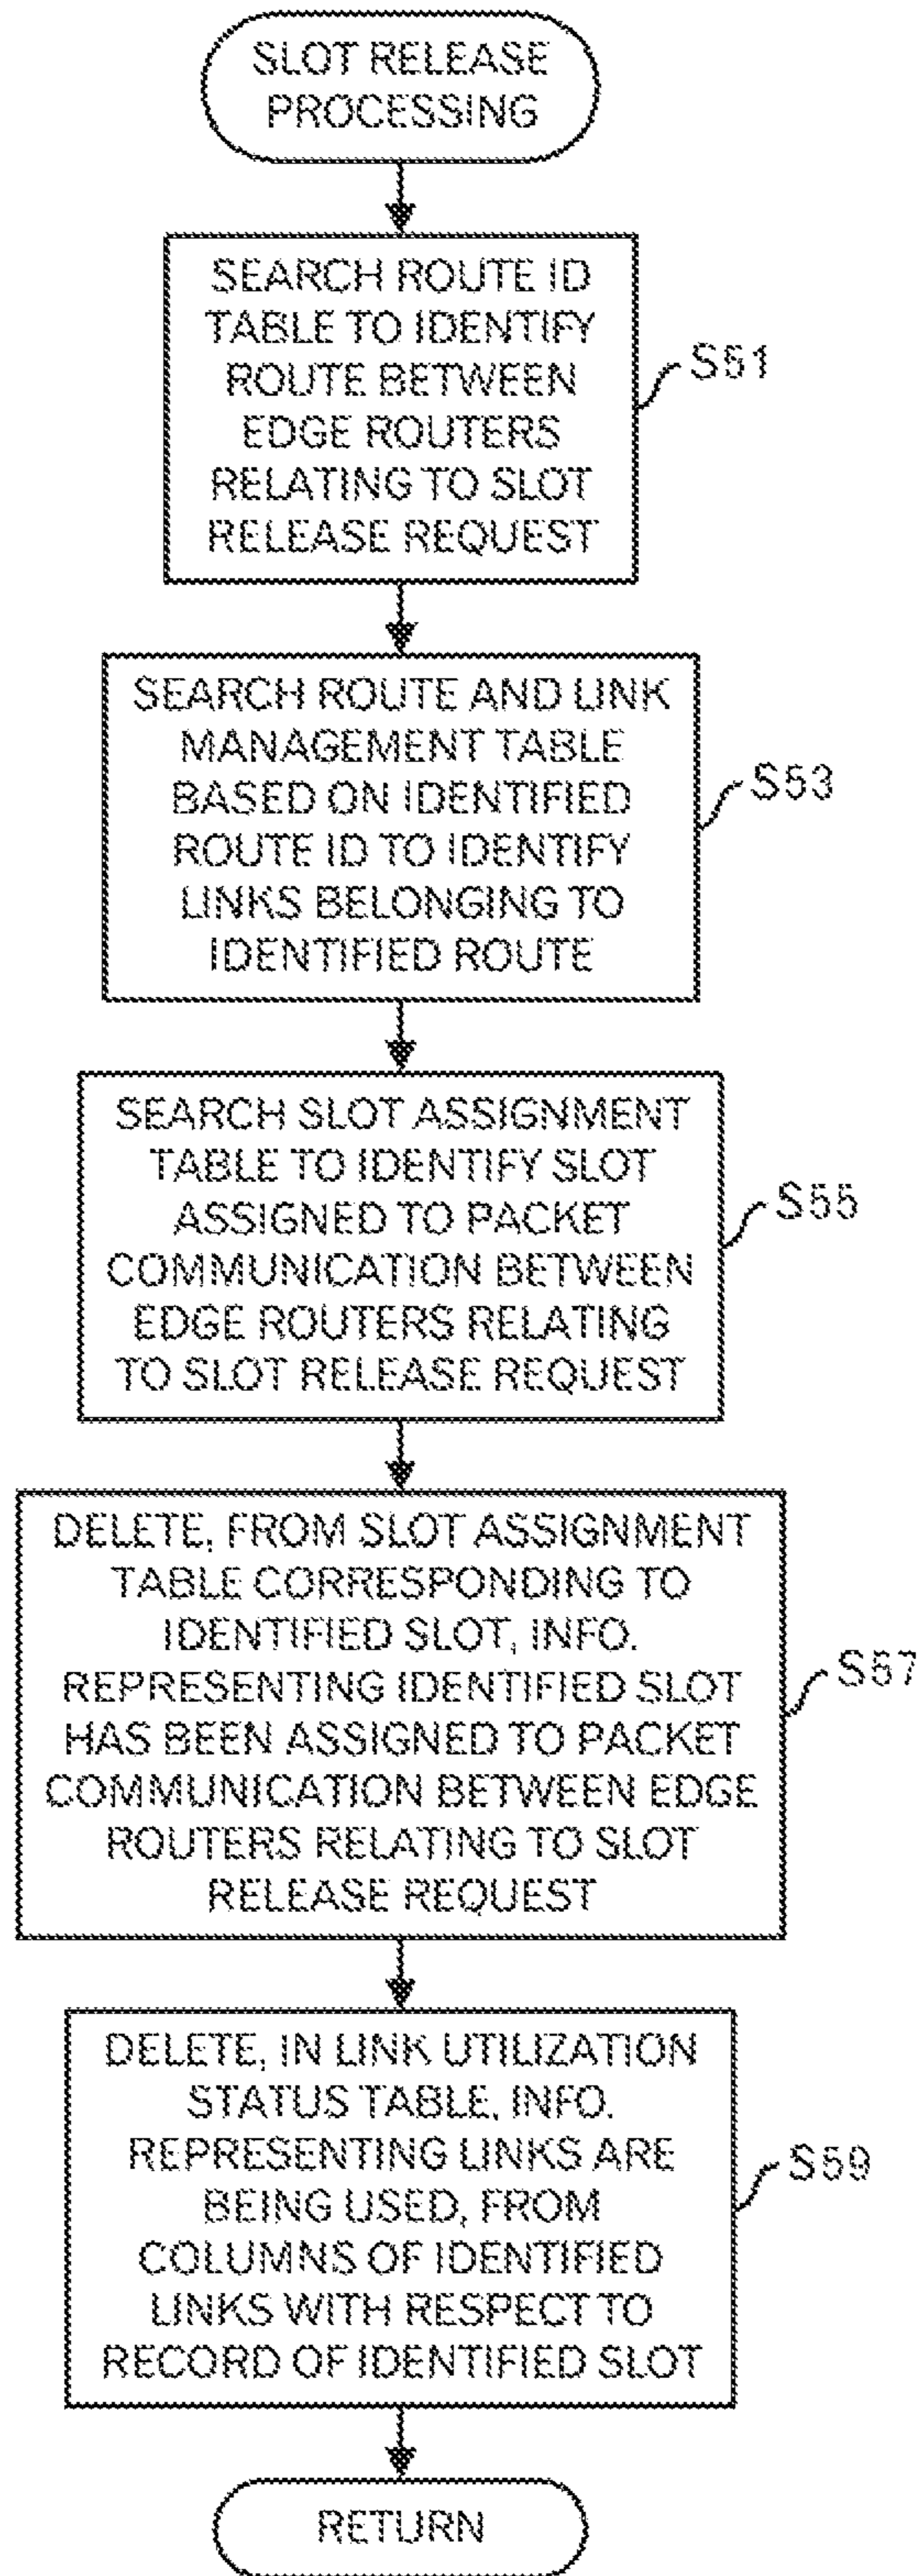 SLOT RELEASE
PROCESSING
SEARCH ROUTE ID
TABLE TO IDENTIFY
ROUTE BETWEEN
EDGE ROUTERS
RELATING TO SLOT
RELEASE REQUEST
S51
SEARCH ROUTE AND LINK
MANAGEMENT TABLE
BASED ON IDENTIFIED
ROUTE ID TO IDENTIFY
LINKS BELONGING TO
IDENTIFIED ROUTE
S53
SEARCH SLOT ASSIGNMENT
TABLE TO IDENTIFY SLOT
ASSIGNED TO PACKET
COMMUNICATION BETWEEN
EDGE ROUTERS RELATING
TO SLOT RELEASE REQUEST
S55
DELETE, FROM SLOT ASSIGNMENT
TABLE CORRESPONDING TO
IDENTIFIED SLOT, INFO.
REPRESENTING IDENTIFIED SLOT
HAS BEEN ASSIGNED TO PACKET
COMMUNICATION BETWEEN EDGE
ROUTERS RELATING TO SLOT
RELEASE REQUEST
S57
DELETE, IN LINK UTILIZATION
STATUS TABLE, INFO.
REPRESENTING LINKS ARE
BEING USED, FROM
COLUMNS OF IDENTIFIED
LINKS WITH RESPECT TO
RECORD OF IDENTIFIED SLOT
S59
RETURN